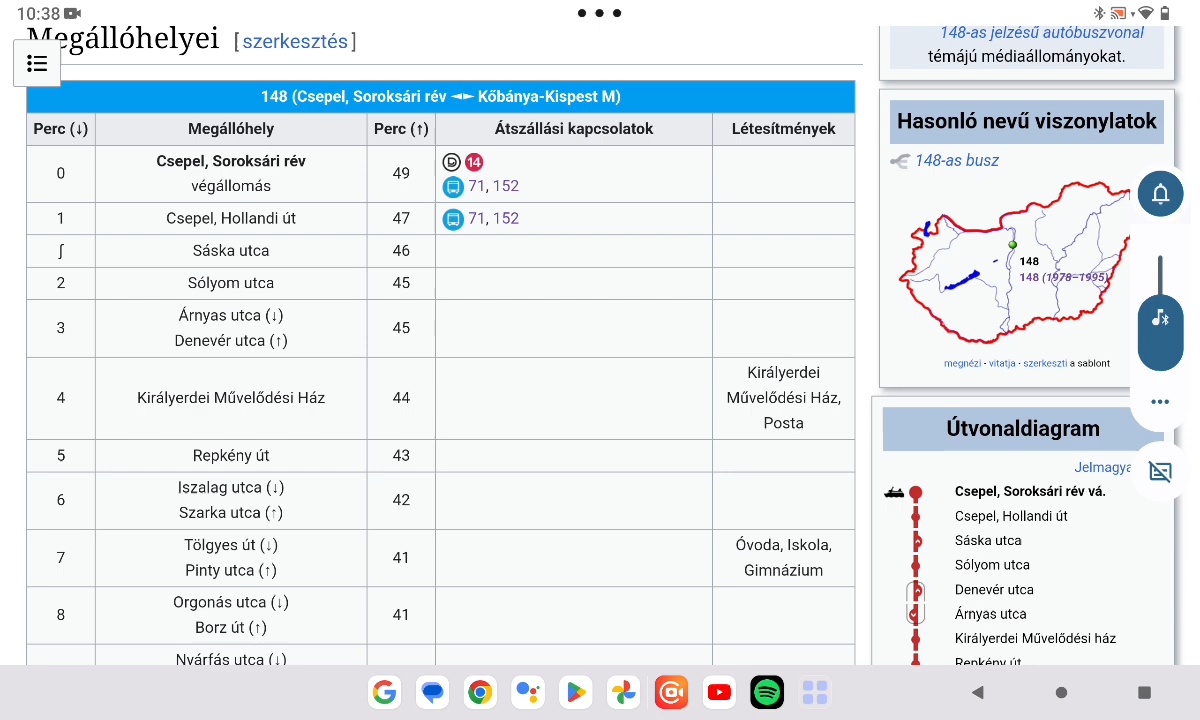 10:38
Megállóhelyei [szerkesztés]
148 (Csepel, Soroksári rév ◄► Kőbánya-Kispest M)
Perc (↓) Megállóhely Perc (↑) Átszállási kapcsolatok Létesítmények
0 Csepel, Soroksári rév végállomás 49 D 14 71, 152
1 Csepel, Hollandi út 47 71, 152
∫ Sáska utca 46
2 Sólyom utca 45
3 Árnyas utca (↓) Denevér utca (↑) 45
4 Királyerdei Művelődési Ház 44 Királyerdei Művelődési Ház, Posta
5 Repkény út 43
6 Iszalag utca (↓) Szarka utca (↑) 42
7 Tölgyes út (↓) Pinty utca (↑) 41 Óvoda, Iskola, Gimnázium
8 Orgonás utca (↓) Borz út (↑) 41
Nyárfás utca (↓)
148-as jelzésű autóbuszvonal
témájú médiaállományokat.
Hasonló nevű viszonylatok
148-as busz
148
148 (1978–1995)
megnézi · vitatja · szerkeszti a sablont
Útvonaldiagram
Jelmagya
Csepel, Soroksári rév vá.
Csepel, Hollandi út
Sáska utca
Sólyom utca
Denevér utca
Árnyas utca
Királyerdei Művelődési ház
Repkény út